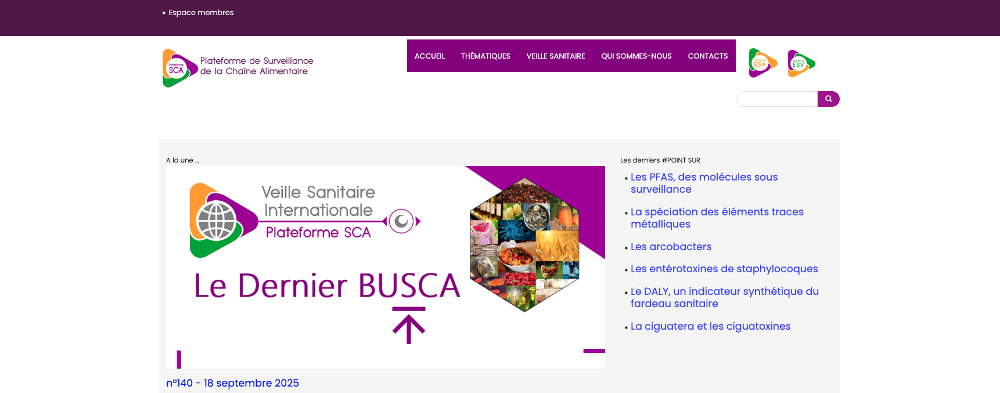 Espace membres
Plateforme
SCA
Plateforme de Surveillance
de la Chaîne Alimentaire
ACCUEIL
THÉMATIQUES
VEILLE SANITAIRE
QUI SOMMES-NOUS
CONTACTS
Plateforme
ESA
Plateforme
ESV
A la une ...
Veille Sanitaire
Internationale
Plateforme SCA
Le Dernier BUSCA
n°140 - 18 septembre 2025
Les derniers #POINT SUR
Les PFAS, des molécules sous
surveillance
La spéciation des éléments traces
métalliques
Les arcobacters
Les entérotoxines de staphylocoques
Le DALY, un indicateur synthétique du
fardeau sanitaire
La ciguatera et les ciguatoxines